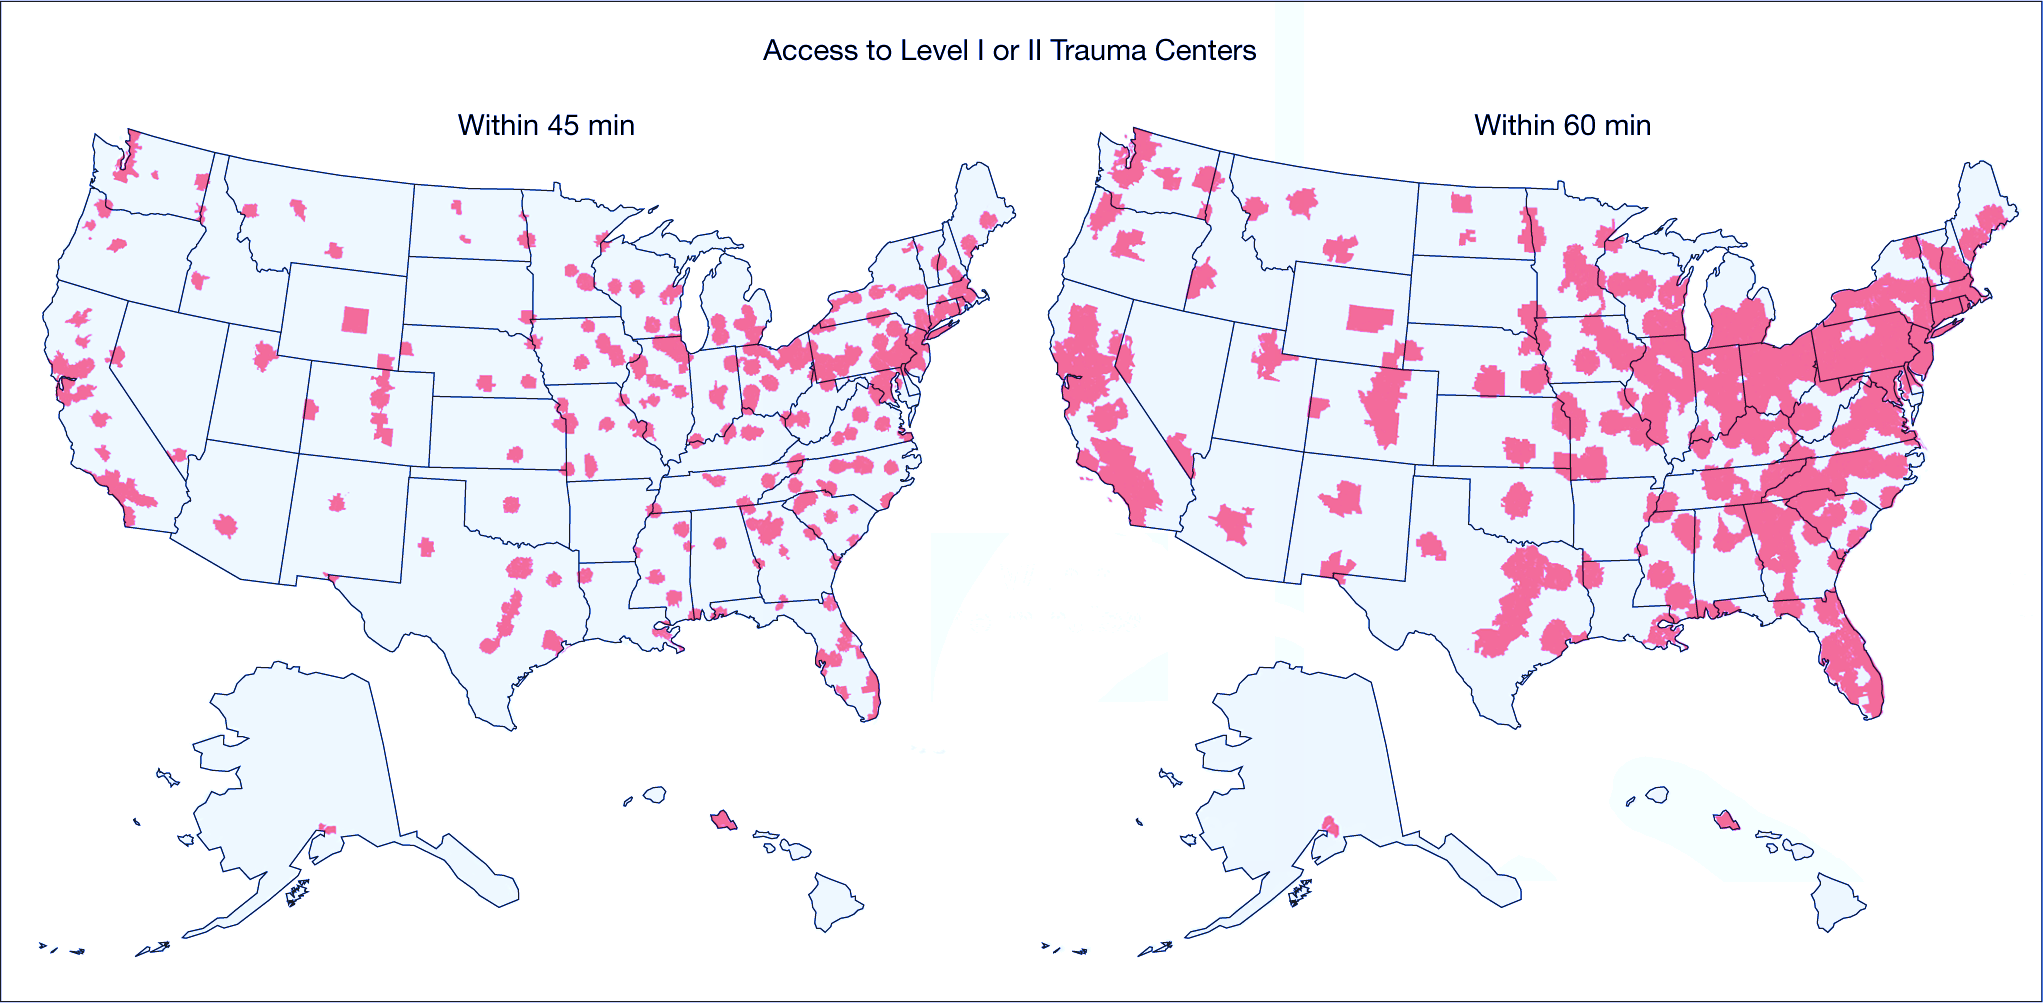 Access to Level I or II Trauma Centers
Within 45 min
Within 60 min